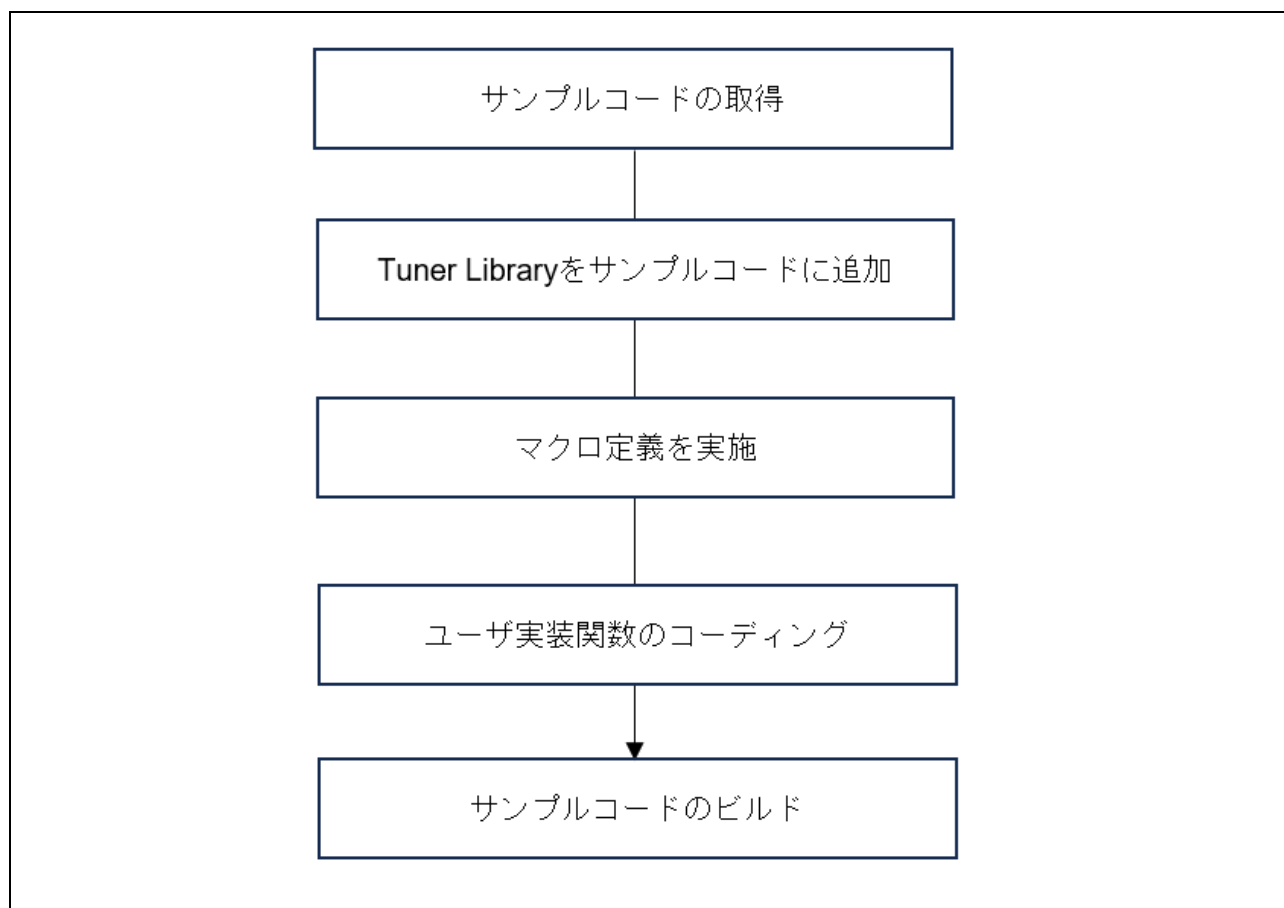 サンプルコードの取得
Tuner Libraryをサンプルコードに追加
マクロ定義を実施
ユーザ実装関数のコーディング
サンプルコードのビルド